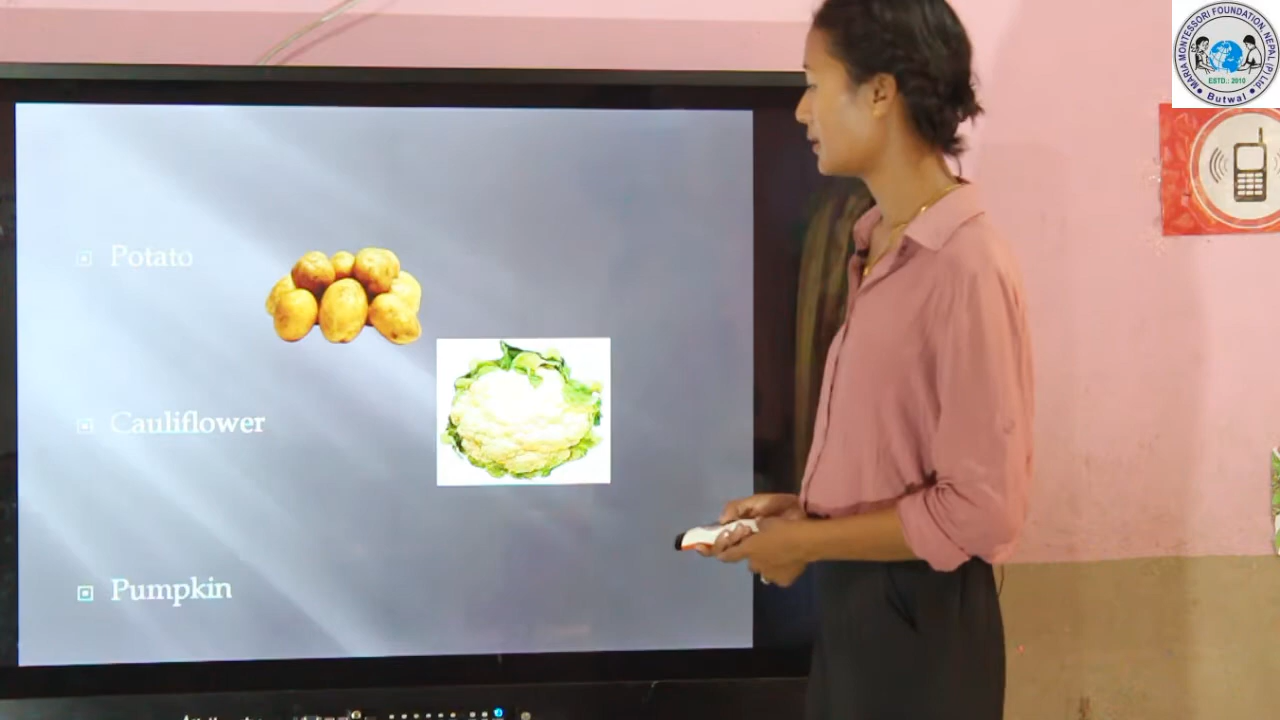 Potato
Cauliflower
Pumpkin
MARIA MONTESSORI FOUNDATION, NEPAL (P) Ltd.
ESTD.: 2010
Butwal